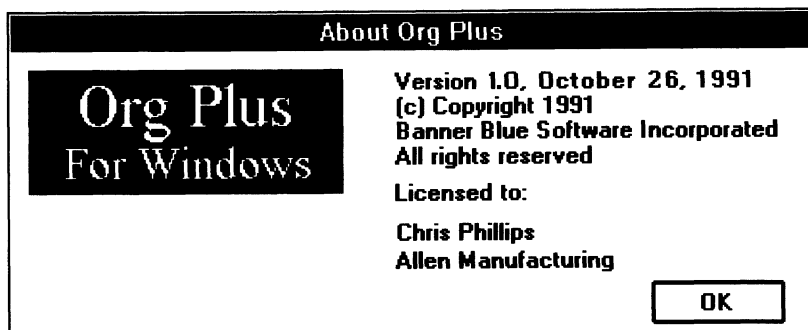 About Org Plus
Org Plus
For Windows
Version 1.0, October 26, 1991
(c) Copyright 1991
Banner Blue Software Incorporated
All rights reserved
Licensed to:
Chris Phillips
Allen Manufacturing
OK